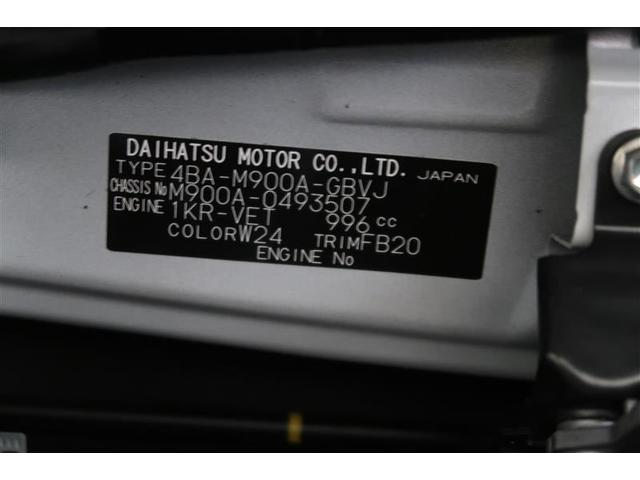 DAIHATSU MOTOR CO.,LTD. JAPAN
TYPE 4BA-M900A-GBVJ
CHASSIS No M900A-0493507
ENGINE 1KR-VET 996 cc
COLOR W24 TRIM FB20
ENGINE No